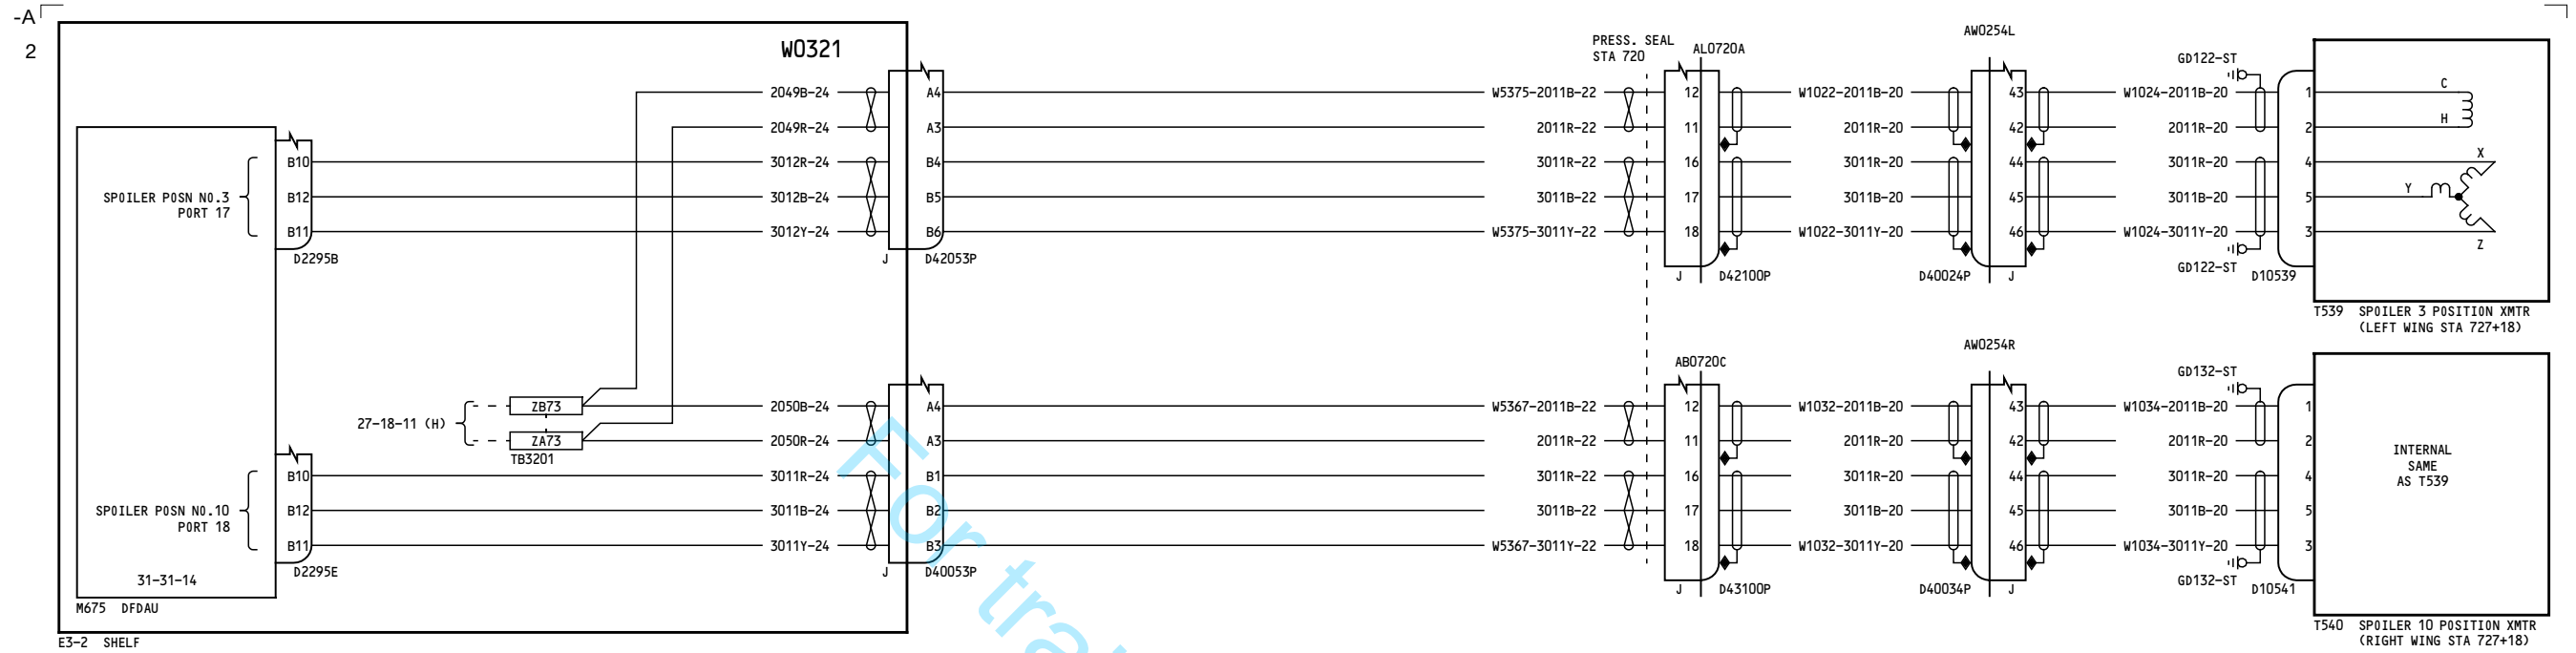 -A
2
W0321
PRESS. SEAL
STA 720
AL0720A
AW0254L
GD122-ST
2049B-24 A4 W5375-2011B-22 12 W1022-2011B-20 43 W1024-2011B-20 1 C
2049R-24 A3 2011R-22 11 2011R-20 42 2011R-20 2 H
B10 3012R-24 B4 3011R-22 16 3011R-20 44 3011R-20 4 X
SPOILER POSN NO.3
PORT 17
B12 3012B-24 B5 3011B-22 17 3011B-20 45 3011B-20 5 Y
B11 3012Y-24 B6 W5375-3011Y-22 18 W1022-3011Y-20 46 W1024-3011Y-20 3 Z
D2295B
J D42053P
J D42100P
D40024P J
GD122-ST
D10539
T539 SPOILER 3 POSITION XMTR
(LEFT WING STA 727+18)
AB0720C
AW0254R
GD132-ST
27-18-11 (H)
ZB73 2050B-24 A4 W5367-2011B-22 12 W1032-2011B-20 43 W1034-2011B-20 1
ZA73 2050R-24 A3 2011R-22 11 2011R-20 42 2011R-20 2
TB3201
B10 3011R-24 B1 3011R-22 16 3011R-20 44 3011R-20 4
SPOILER POSN NO.10
PORT 18
B12 3011B-24 B2 3011B-22 17 3011B-20 45 3011B-20 5
B11 3011Y-24 B3 W5367-3011Y-22 18 W1032-3011Y-20 46 W1034-3011Y-20 3
INTERNAL
SAME
AS T539
D2295E
J D40053P
J D43100P
D40034P J
GD132-ST
D10541
31-31-14
M675 DFDAU
E3-2 SHELF
T540 SPOILER 10 POSITION XMTR
(RIGHT WING STA 727+18)
For